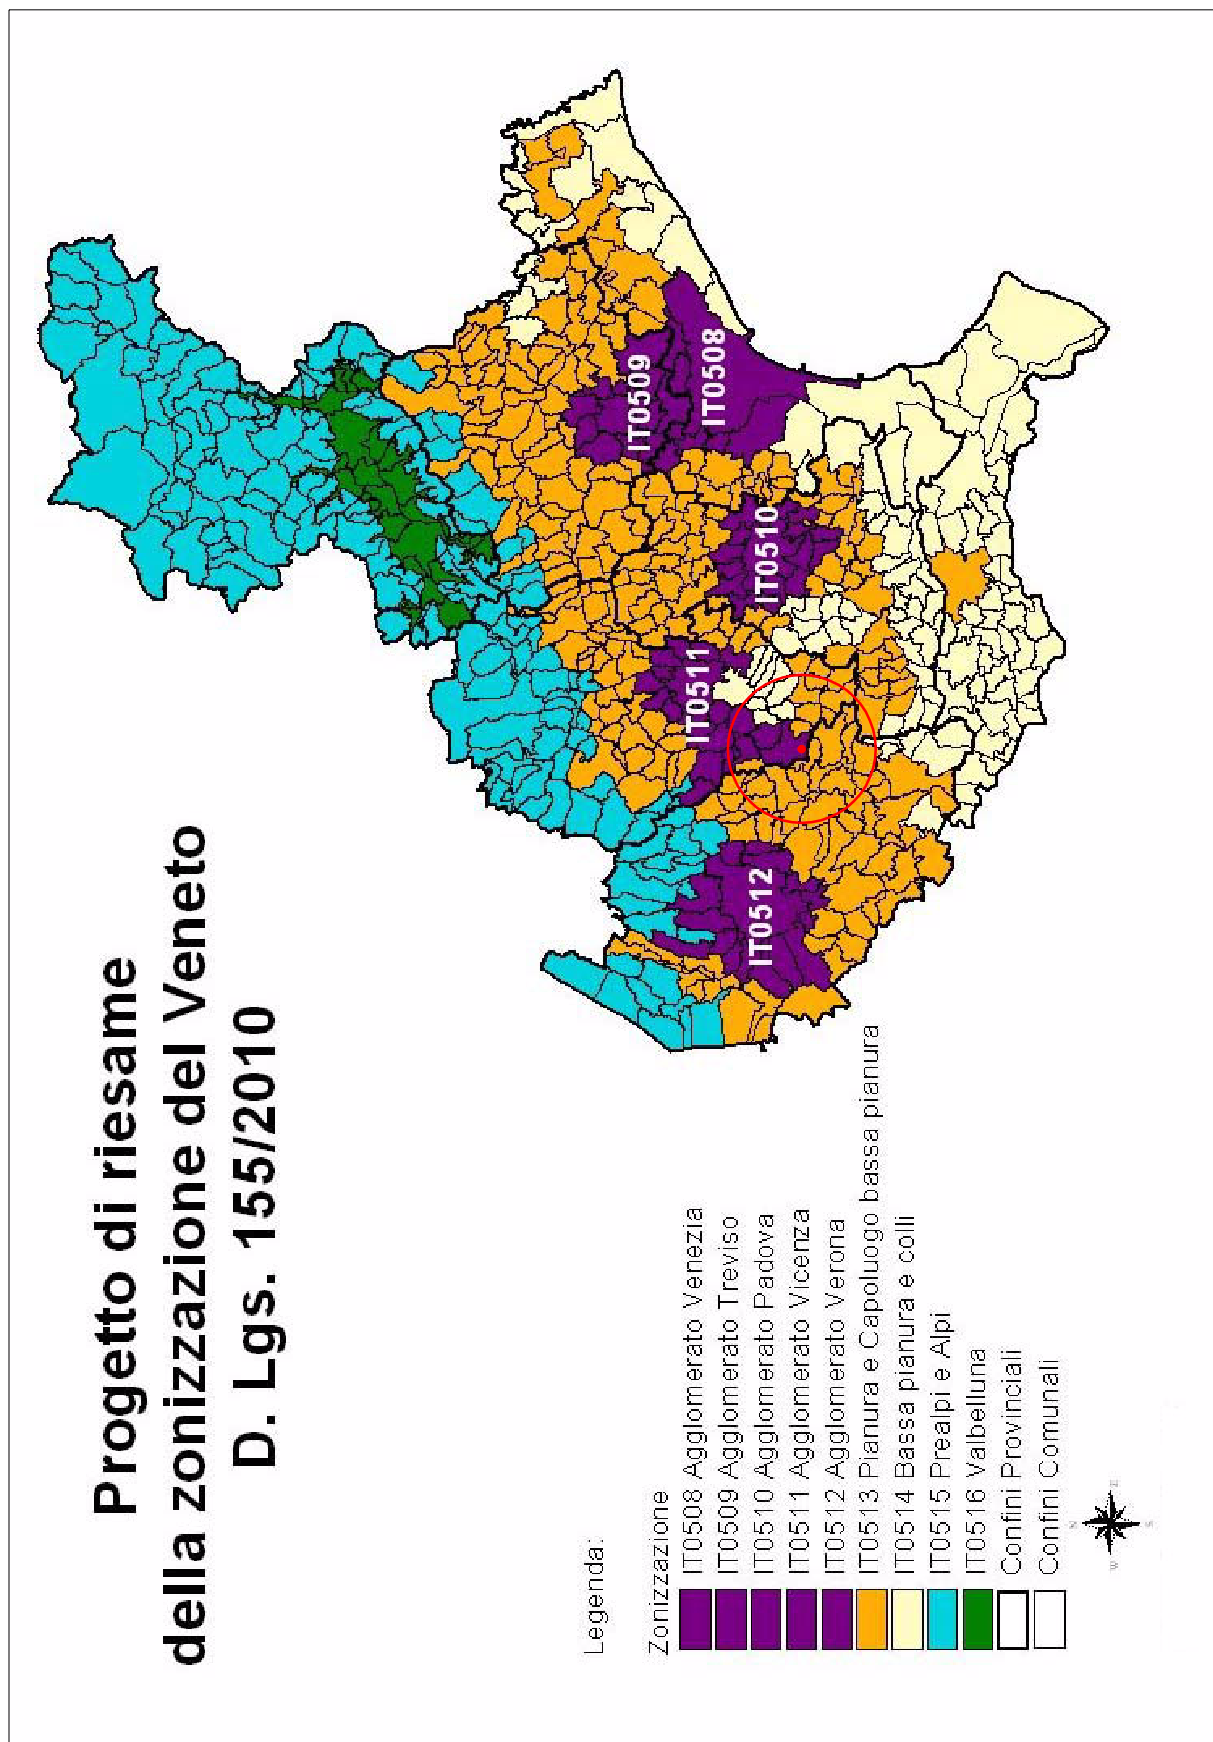 Progetto di riesame
della zonizzazione del Veneto
D. Lgs. 155/2010
IT0509
IT0508
IT0510
IT0511
IT0512
Legenda:
Zonizzazione
IT0508 Agglomerato Venezia
IT0509 Agglomerato Treviso
IT0510 Agglomerato Padova
IT0511 Agglomerato Vicenza
IT0512 Agglomerato Verona
IT0513 Pianura e Capoluogo bassa pianura
IT0514 Bassa pianura e colli
IT0515 Prealpi e Alpi
IT0516 Valbelluna
Confini Provinciali
Confini Comunali
N
W
E
S